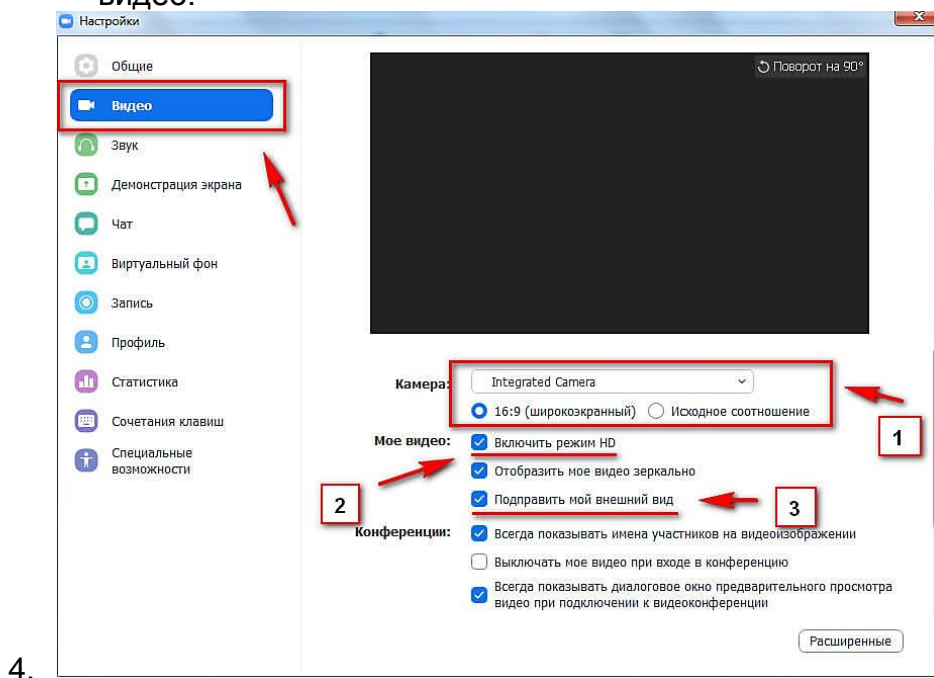 видео.
Настройки
Общие
Видео
Звук
Демонстрация экрана
Чат
Виртуальный фон
Запись
Профиль
Статистика
Сочетания клавиш
Специальные
возможности
Поворот на 90°
Камера: Integrated Camera
16:9 (широкоэкранный) Исходное соотношение
1
Мое видео: Включить режим HD
Отобразить мое видео зеркально
2
Подправить мой внешний вид
3
Конференции: Всегда показывать имена участников на видеоизображении
Выключать мое видео при входе в конференцию
Всегда показывать диалоговое окно предварительного просмотра
видео при подключении к видеоконференции
Расширенные
4.